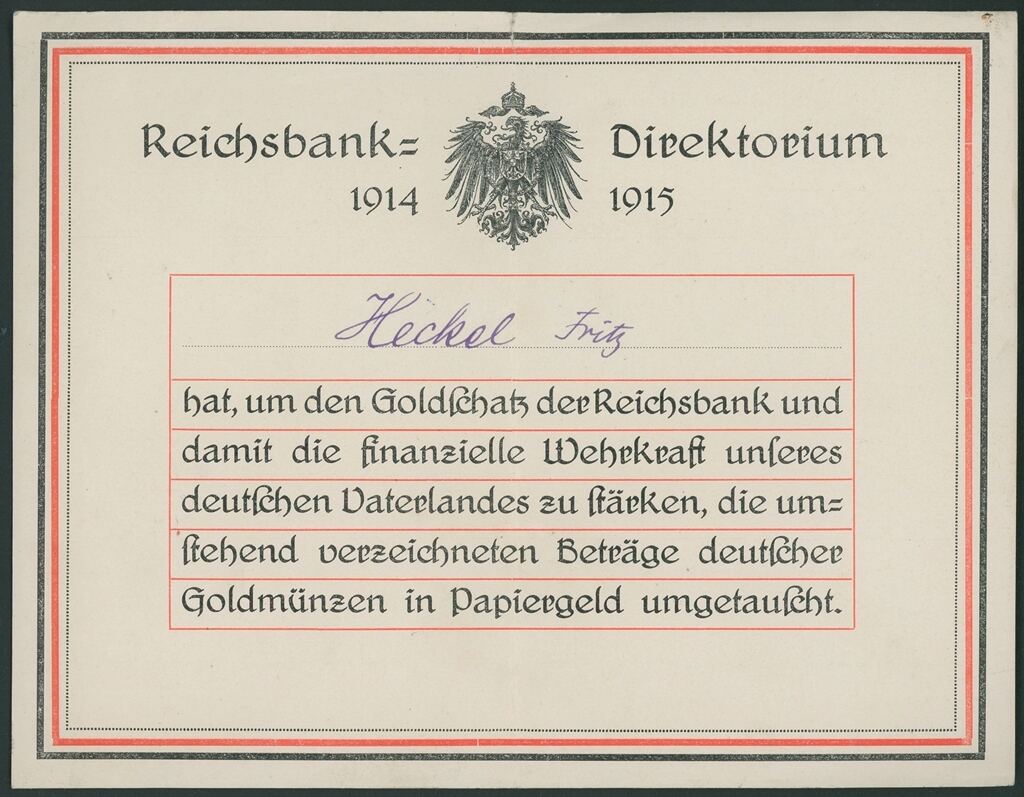 Reichsbank= Direktorium
1914 1915
Heckel Fritz
hat, um den Goldschatz der Reichsbank und
damit die finanzielle Wehrkraft unseres
deutschen Vaterlandes zu stärken, die um=
stehend verzeichneten Beträge deutscher
Goldmünzen in Papiergeld umgetauscht.